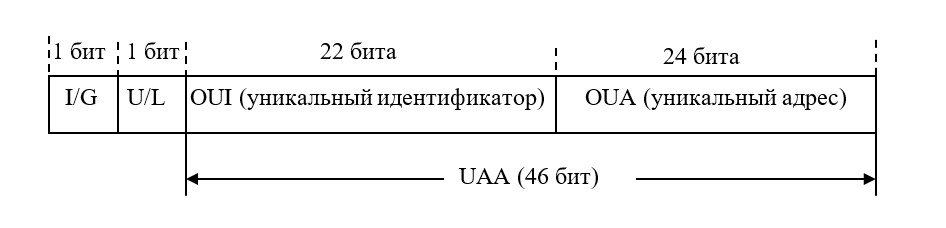 1 бит 1 бит 22 бита 24 бита
I/G U/L OUI (уникальный идентификатор) OUA (уникальный адрес)
UAA (46 бит)